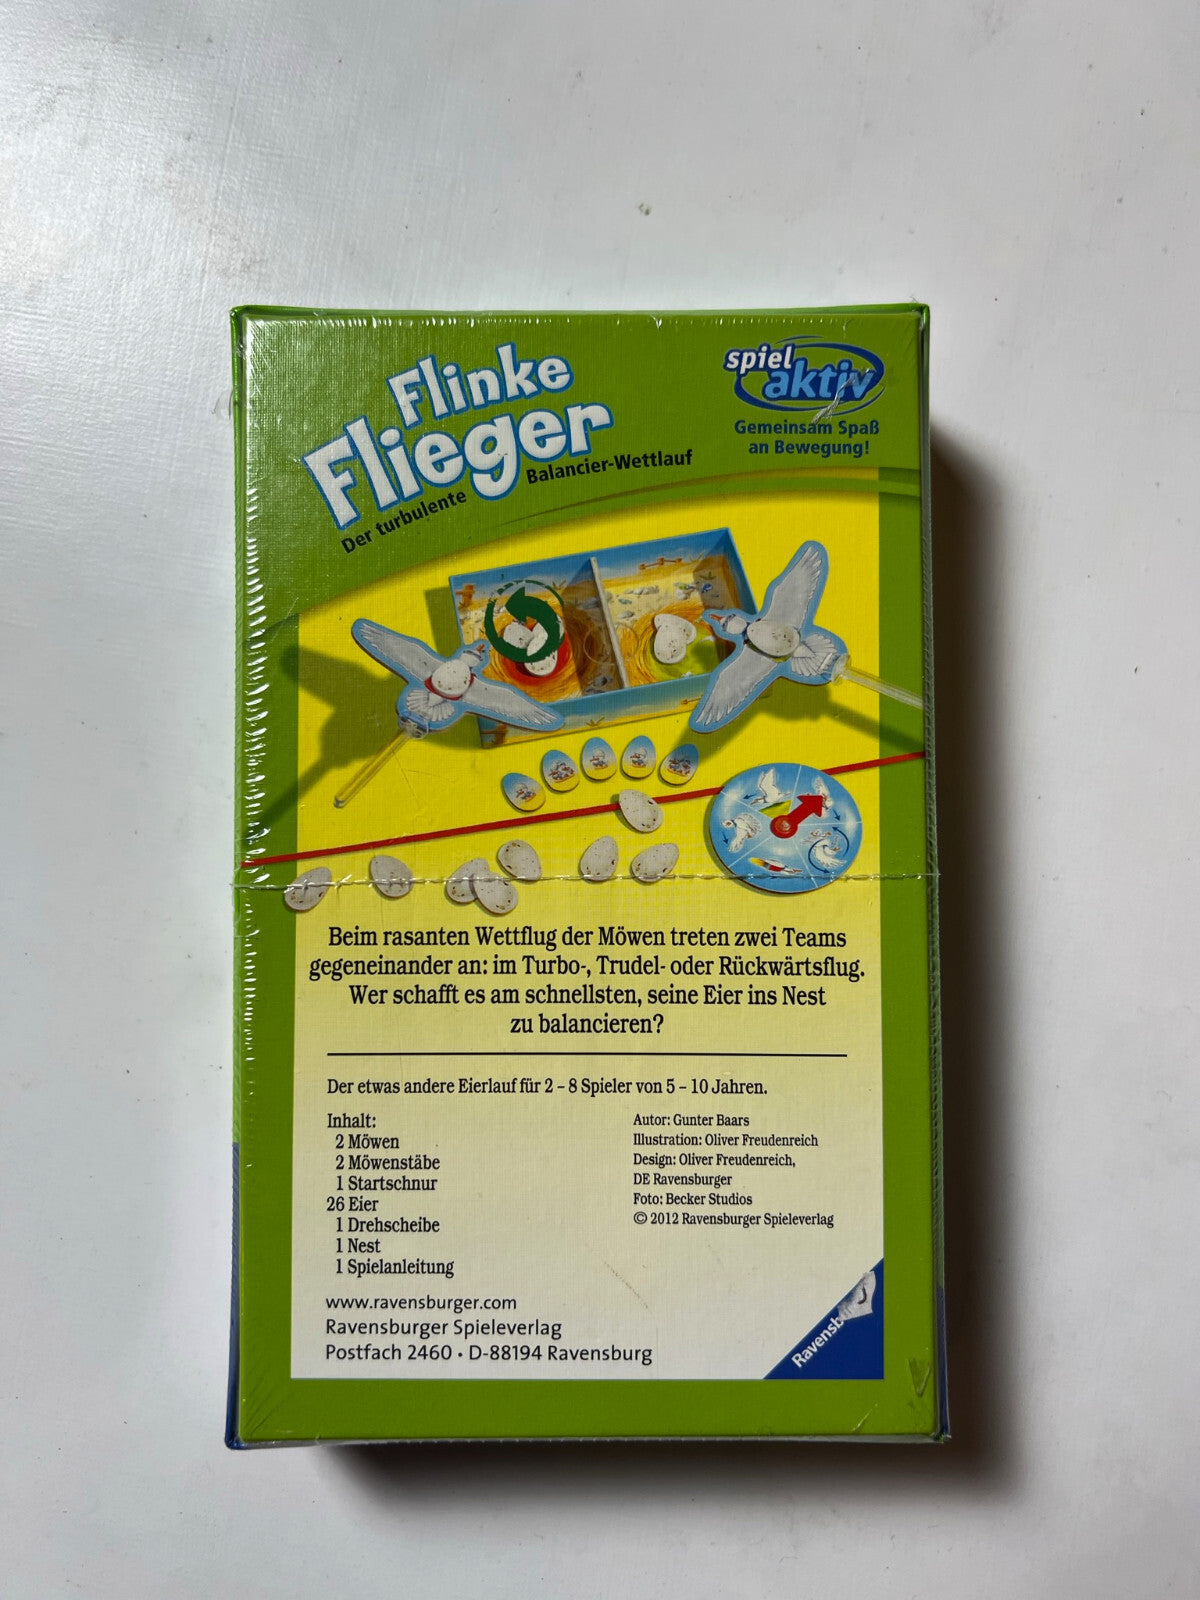 Flinke
Flieger
Der turbulente Balancier-Wettlauf
spiel
aktiv
Gemeinsam Spaß
an Bewegung!
Beim rasanten Wettflug der Möwen treten zwei Teams
gegeneinander an: im Turbo-, Trudel- oder Rückwärtsflug.
Wer schafft es am schnellsten, seine Eier ins Nest
zu balancieren?
Der etwas andere Eierlauf für 2 – 8 Spieler von 5 – 10 Jahren.
Inhalt:
2 Möwen
2 Möwenstäbe
1 Startschnur
26 Eier
1 Drehscheibe
1 Nest
1 Spielanleitung
Autor: Gunter Baars
Illustration: Oliver Freudenreich
Design: Oliver Freudenreich,
DE Ravensburger
Foto: Becker Studios
© 2012 Ravensburger Spieleverlag
www.ravensburger.com
Ravensburger Spieleverlag
Postfach 2460 • D-88194 Ravensburg